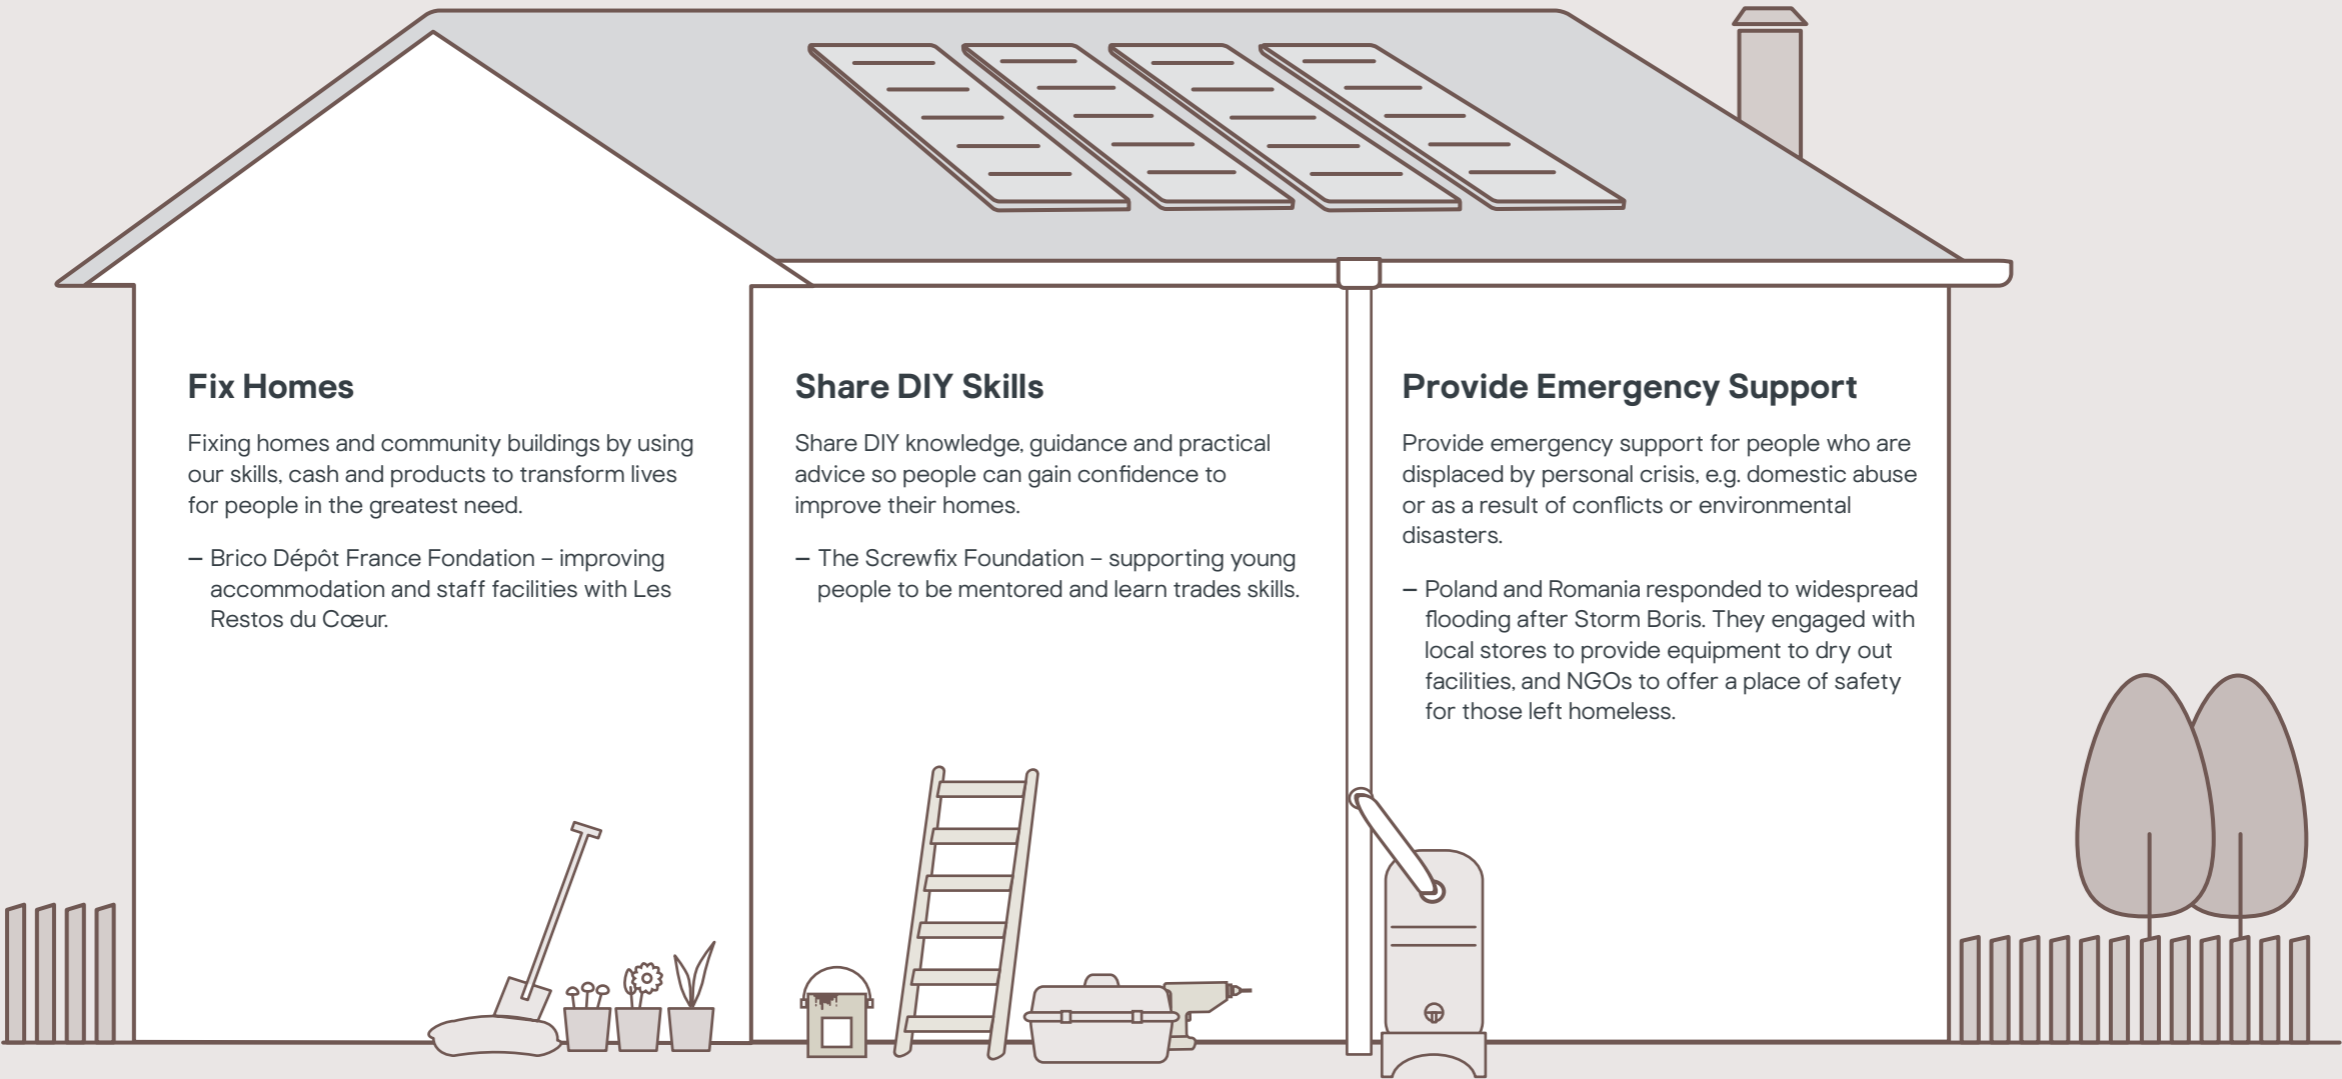 Fix Homes
Fixing homes and community buildings by using
our skills, cash and products to transform lives
for people in the greatest need.
– Brico Dépôt France Fondation – improving
accommodation and staff facilities with Les
Restos du Cœur.
Share DIY Skills
Share DIY knowledge, guidance and practical
advice so people can gain confidence to
improve their homes.
– The Screwfix Foundation – supporting young
people to be mentored and learn trades skills.
Provide Emergency Support
Provide emergency support for people who are
displaced by personal crisis, e.g. domestic abuse
or as a result of conflicts or environmental
disasters.
– Poland and Romania responded to widespread
flooding after Storm Boris. They engaged with
local stores to provide equipment to dry out
facilities, and NGOs to offer a place of safety
for those left homeless.